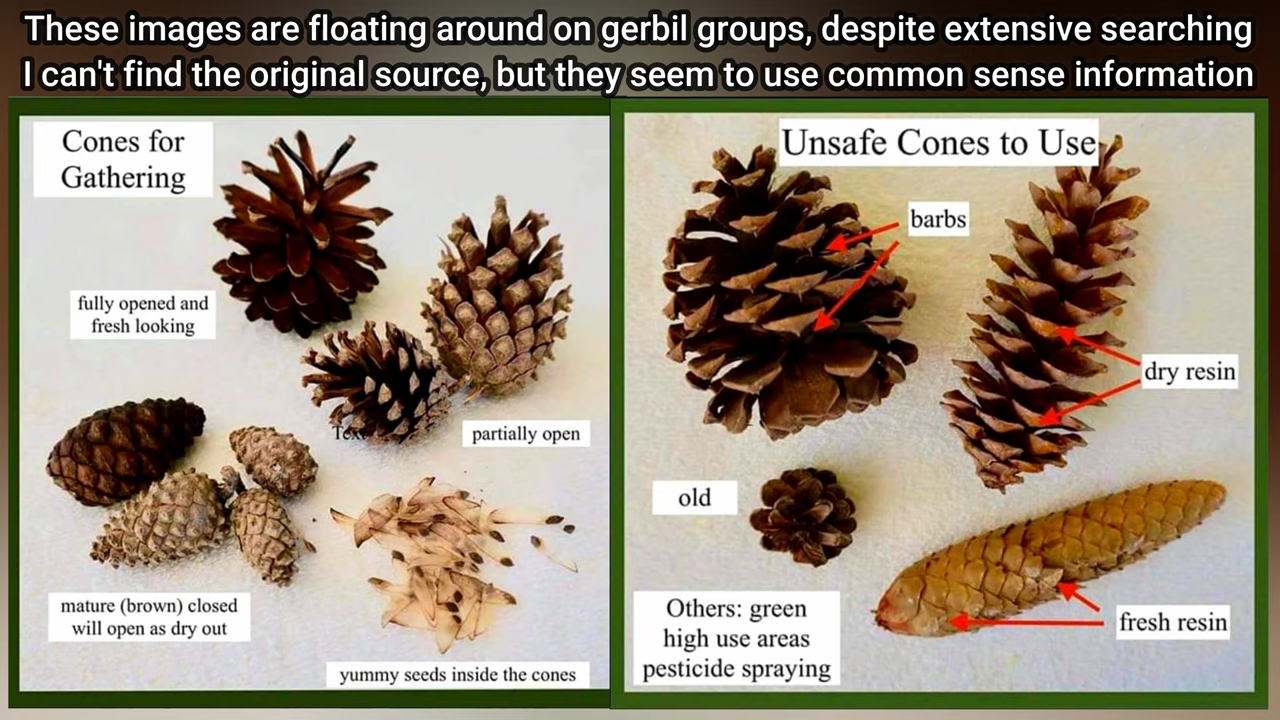 These images are floating around on gerbil groups, despite extensive searching
I can't find the original source, but they seem to use common sense information
Cones for
Gathering
fully opened and
fresh looking
Text
partially open
mature (brown) closed
will open as dry out
yummy seeds inside the cones
Unsafe Cones to Use
barbs
dry resin
old
fresh resin
Others: green
high use areas
pesticide spraying